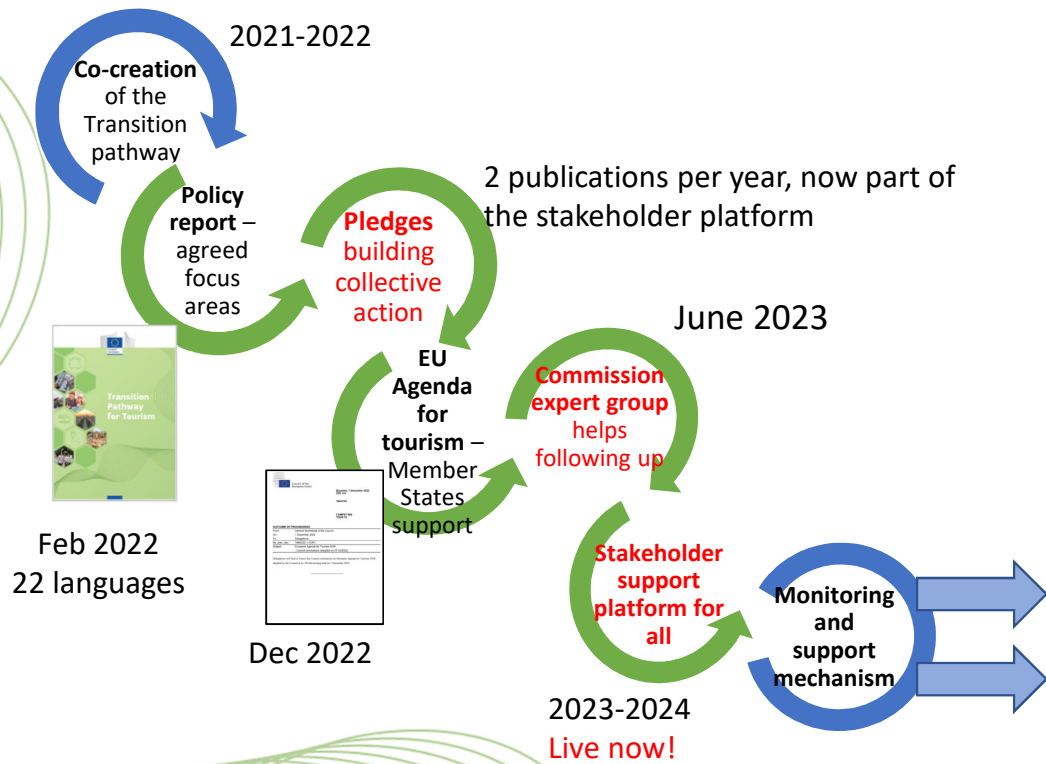 2021-2022
Co-creation
of the
Transition
pathway
Policy
report –
agreed
focus
areas
Pledges
building
collective
action
2 publications per year, now part of
the stakeholder platform
Transition
Pathway
for Tourism
Feb 2022
22 languages
EU
Agenda
for
tourism –
Member
States
support
Dec 2022
June 2023
Commission
expert group
helps
following up
Stakeholder
support
platform for
all
2023-2024
Live now!
Monitoring
and
support
mechanism